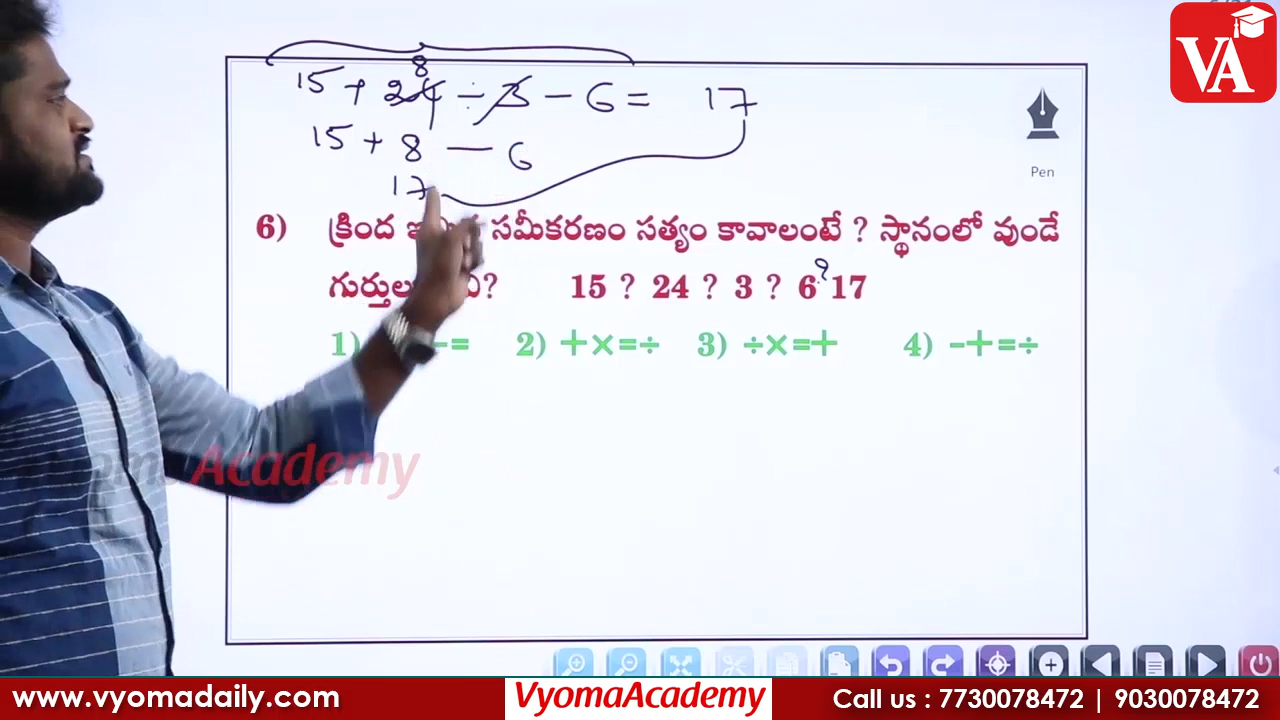 VA
8
15 + 24 ÷ 3 - 6 = 17
15 + 8 - 6
17
Pen
6) క్రింద సమీకరణం సత్యం కావాలంటే ? స్థానంలో వుండే
? 15 ? 24 ? 3 ? 6 ? 17
1) = 2) +×=÷ 3) ÷×=+ 4) -+=÷
Academy
www.vyomadaily.com VyomaAcademy Call us : 7730078472 | 9030078472